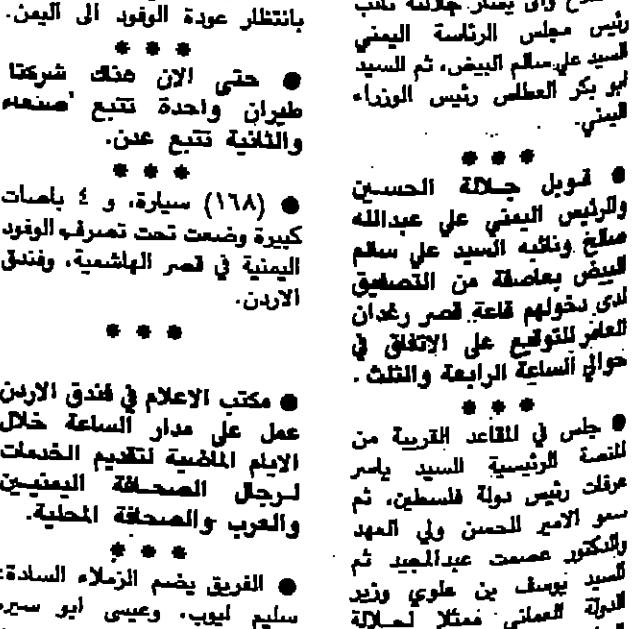 رئيس مجلس الرئاسة اليمني
السيد علي سالم البيض، ثم السيد
ابو بكر العطاس رئيس الوزراء
اليمني.
* * *
● قوبل جلالة الحسين
والرئيس اليمني علي عبدالله
صالح ونائبه السيد علي سالم
البيض بعاصفة من التصفيق
لدى دخولهم قاعة قصر رغدان
العامر للتوقيع على الاتفاق في
حوالي الساعة الرابعة والثلث.
* * *
● جلس في المقاعد القريبة من
المنصة الرئيسية السيد ياسر
عرفات رئيس دولة فلسطين، ثم
سمو الامير الحسن ولي العهد
والدكتور عصمت عبدالمجيد ثم
السيد يوسف بن علوي وزير
الدولة العماني ممثلا لجلالة
بانتظار عودة الوفود الى اليمن.
* * *
● حتى الان هناك شركتا
طيران واحدة تتبع صنعاء
والثانية تتبع عدن.
* * *
● (١٦٨) سيارة، و ٤ باصات
كبيرة وضعت تحت تصرف الوفود
اليمنية في قصر الهاشمية، وفندق
الاردن.
* * *
● مكتب الاعلام في فندق الاردن
عمل على مدار الساعة خلال
الايام الماضية لتقديم الخدمات
لرجال الصحافة اليمنيين
والعرب والصحافة المحلية.
* * *
● الفريق يضم الزملاء السادة:
سليم ايوب، وعيسى ابو